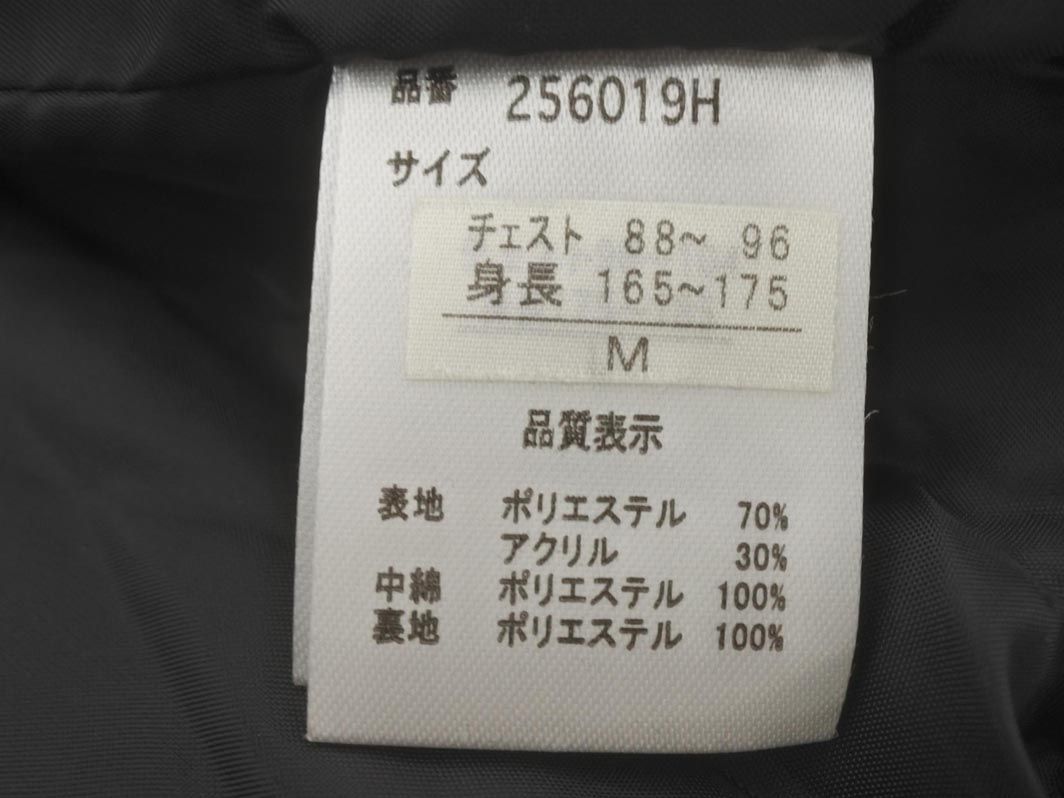 品番 256019H
サイズ
チェスト 88~ 96
身長 165~175
M
品質表示
表地 ポリエステル 70%
アクリル 30%
中綿 ポリエステル 100%
裏地 ポリエステル 100%